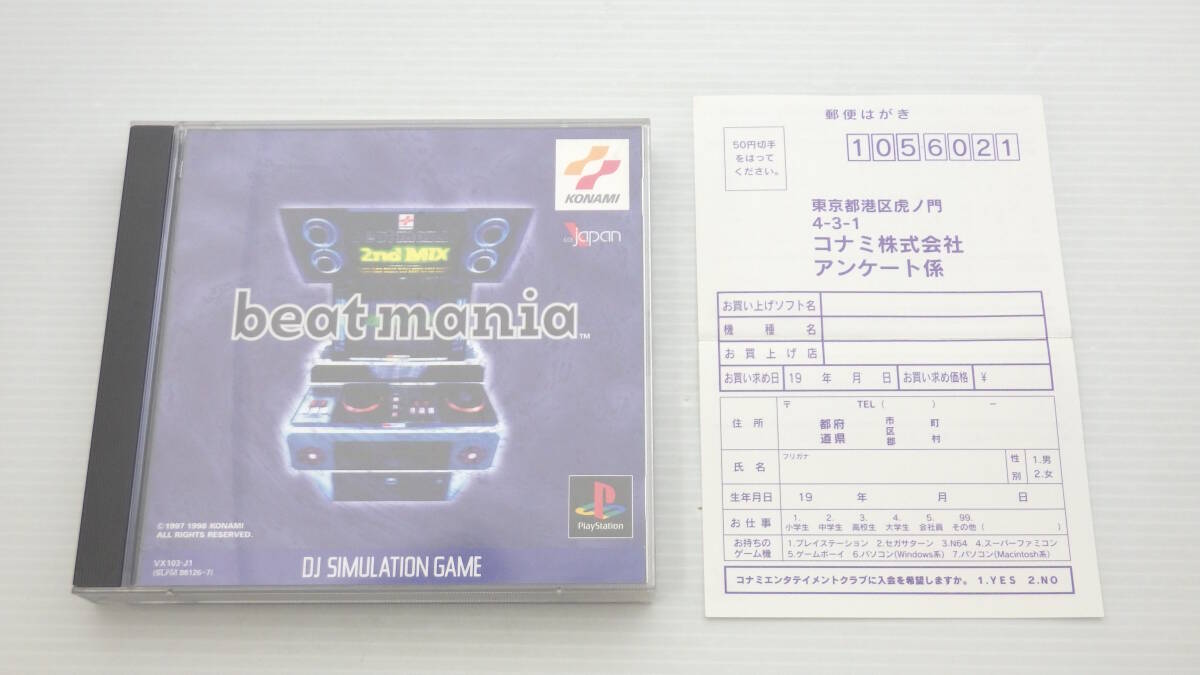 KONAMI
Japan
2nd MIX
beatmania™
PlayStation
©1997 1998 KONAMI
ALL RIGHTS RESERVED.
VX103-J1
(SLPM 86126-7)
DJ SIMULATION GAME
郵便はがき
50円切手
をはって
ください。
1056021
東京都港区虎ノ門
4-3-1
コナミ株式会社
アンケート係
お買い上げソフト名
機種名
お買上げ店
お買い求め日 19 年 月 日 お買い求め価格 ¥
住所 〒 TEL( ) −
都府 市 町
道県 区 村
郡
氏名 フリガナ 性別 1.男 2.女
生年月日 19 年 月 日
お仕事 1.小学生 2.中学生 3.高校生 4.大学生 5.会社員 99.その他( )
お持ちの 1.プレイステーション 2.セガサターン 3.N64 4.スーパーファミコン
ゲーム機 5.ゲームボーイ 6.パソコン(Windows系) 7.パソコン(Macintosh系)
コナミエンタテイメントクラブに入会を希望しますか。 1.YES 2.NO